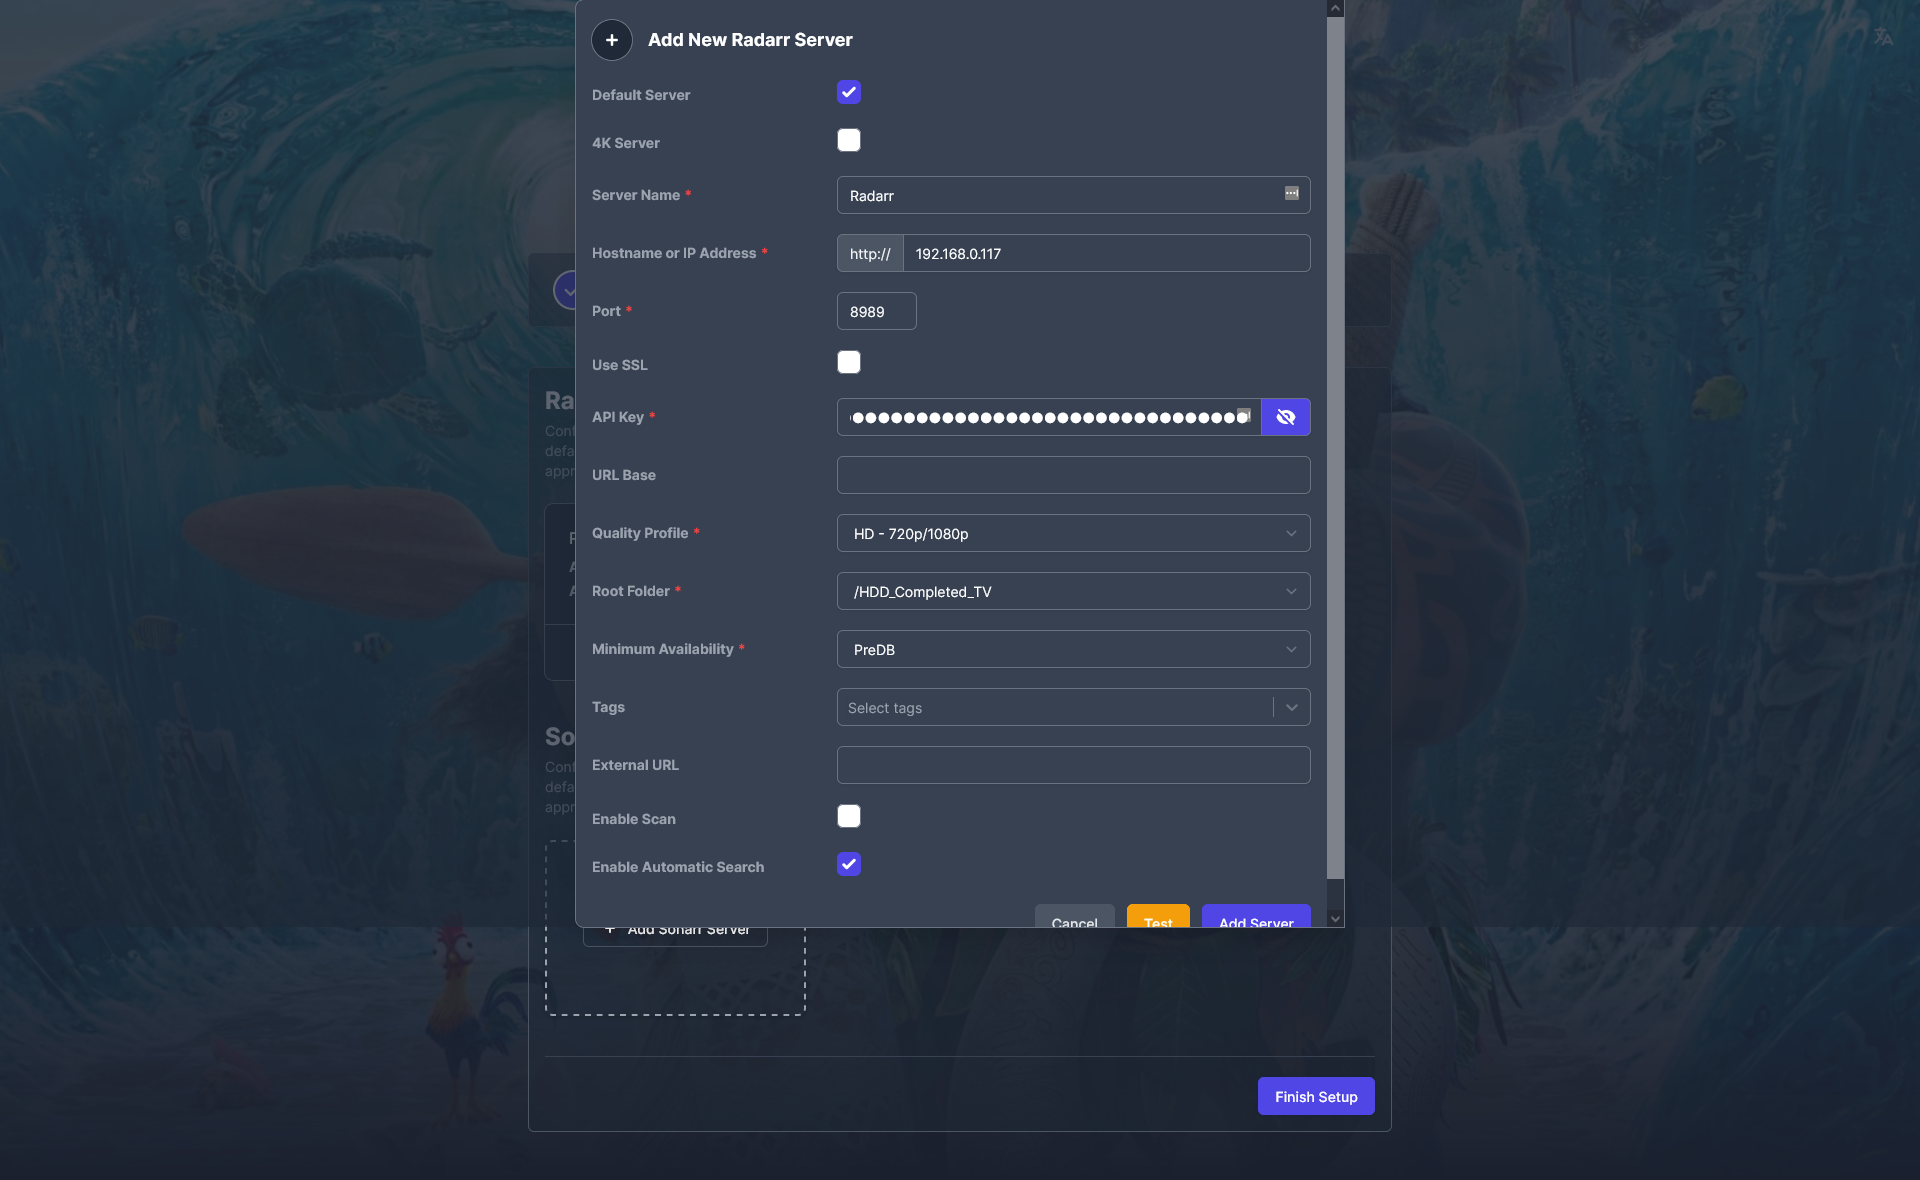 Add New Radarr Server
Default Server
4K Server
Server Name *
Radarr
Hostname or IP Address *
http://
192.168.0.117
Port *
8989
Use SSL
API Key *
URL Base
Quality Profile *
HD - 720p/1080p
Root Folder *
/HDD_Completed_TV
Minimum Availability *
PreDB
Tags
Select tags
External URL
Enable Scan
Enable Automatic Search
Cancel
Test
Add Server
Ra
Conf
defa
appr
So
Conf
defa
appr
Add Sonarr Server
Finish Setup